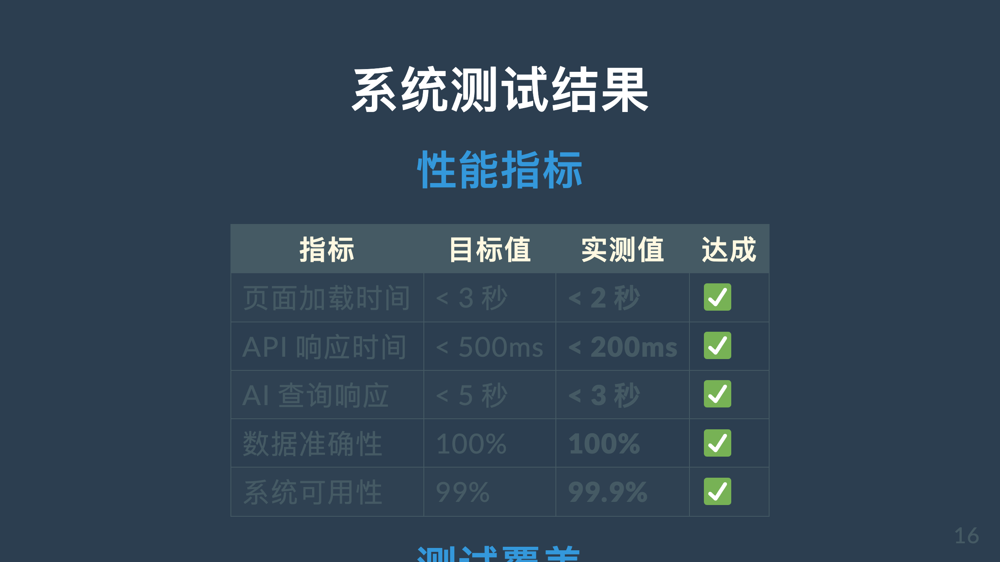 系统测试结果
性能指标
指标 目标值 实测值 达成
页面加载时间 < 3 秒 < 2 秒 ✅
API 响应时间 < 500ms < 200ms ✅
AI 查询响应 < 5 秒 < 3 秒 ✅
数据准确性 100% 100% ✅
系统可用性 99% 99.9% ✅
测试覆盖
16